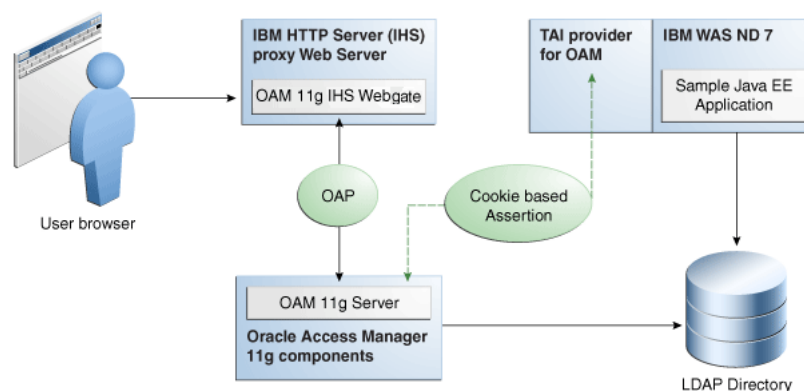 IBM HTTP Server (IHS)
proxy Web Server
OAM 11g IHS Webgate
TAI provider
for OAM
IBM WAS ND 7
Sample Java EE
Application
User browser
OAP
Cookie based
Assertion
OAM 11g Server
Oracle Access Manager
11g components
LDAP Directory